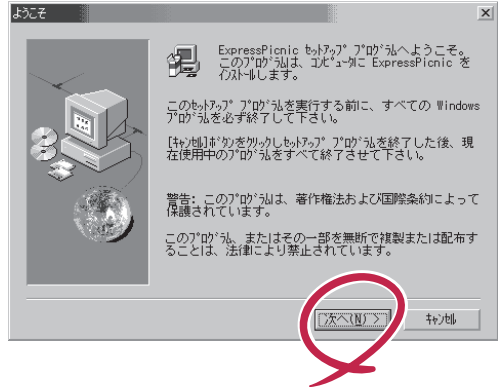 ようこそ
ExpressPicnic ｾｯﾄｱｯﾌﾟ ﾌﾟﾛｸﾞﾗﾑへようこそ。
このﾌﾟﾛｸﾞﾗﾑは、ｺﾝﾋﾟｭｰﾀに ExpressPicnic を
ｲﾝｽﾄｰﾙします。
このｾｯﾄｱｯﾌﾟ ﾌﾟﾛｸﾞﾗﾑを実行する前に、すべての Windows
ﾌﾟﾛｸﾞﾗﾑを必ず終了して下さい。
[ｷｬﾝｾﾙ]ﾎﾞﾀﾝをｸﾘｯｸしｾｯﾄｱｯﾌﾟ ﾌﾟﾛｸﾞﾗﾑを終了した後、現
在使用中のﾌﾟﾛｸﾞﾗﾑをすべて終了させて下さい。
警告: このﾌﾟﾛｸﾞﾗﾑは、著作権法および国際条約によって
保護されています。
このﾌﾟﾛｸﾞﾗﾑ、またはその一部を無断で複製または配布す
ることは、法律により禁止されています。
次へ(N) >
ｷｬﾝｾﾙ